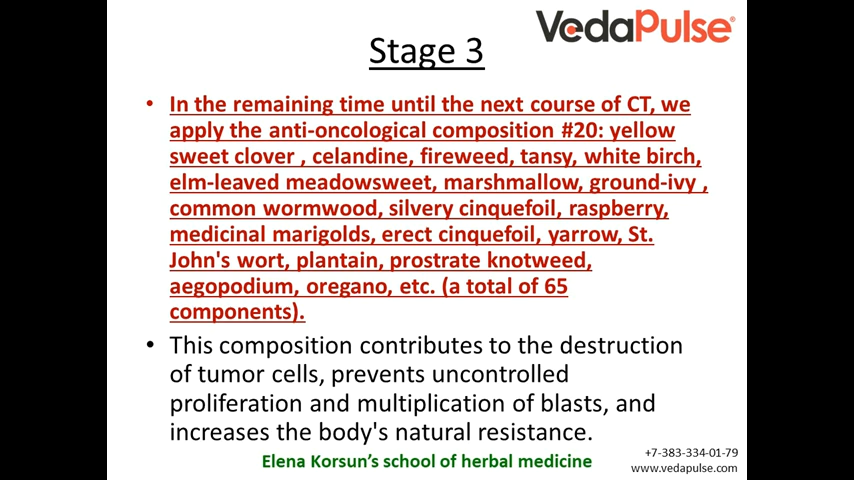 VedaPulse®
Stage 3
• In the remaining time until the next course of CT, we
apply the anti-oncological composition #20: yellow
sweet clover , celandine, fireweed, tansy, white birch,
elm-leaved meadowsweet, marshmallow, ground-ivy ,
common wormwood, silvery cinquefoil, raspberry,
medicinal marigolds, erect cinquefoil, yarrow, St.
John's wort, plantain, prostrate knotweed,
aegopodium, oregano, etc. (a total of 65
components).
• This composition contributes to the destruction
of tumor cells, prevents uncontrolled
proliferation and multiplication of blasts, and
increases the body's natural resistance.
Elena Korsun’s school of herbal medicine
+7-383-334-01-79
www.vedapulse.com